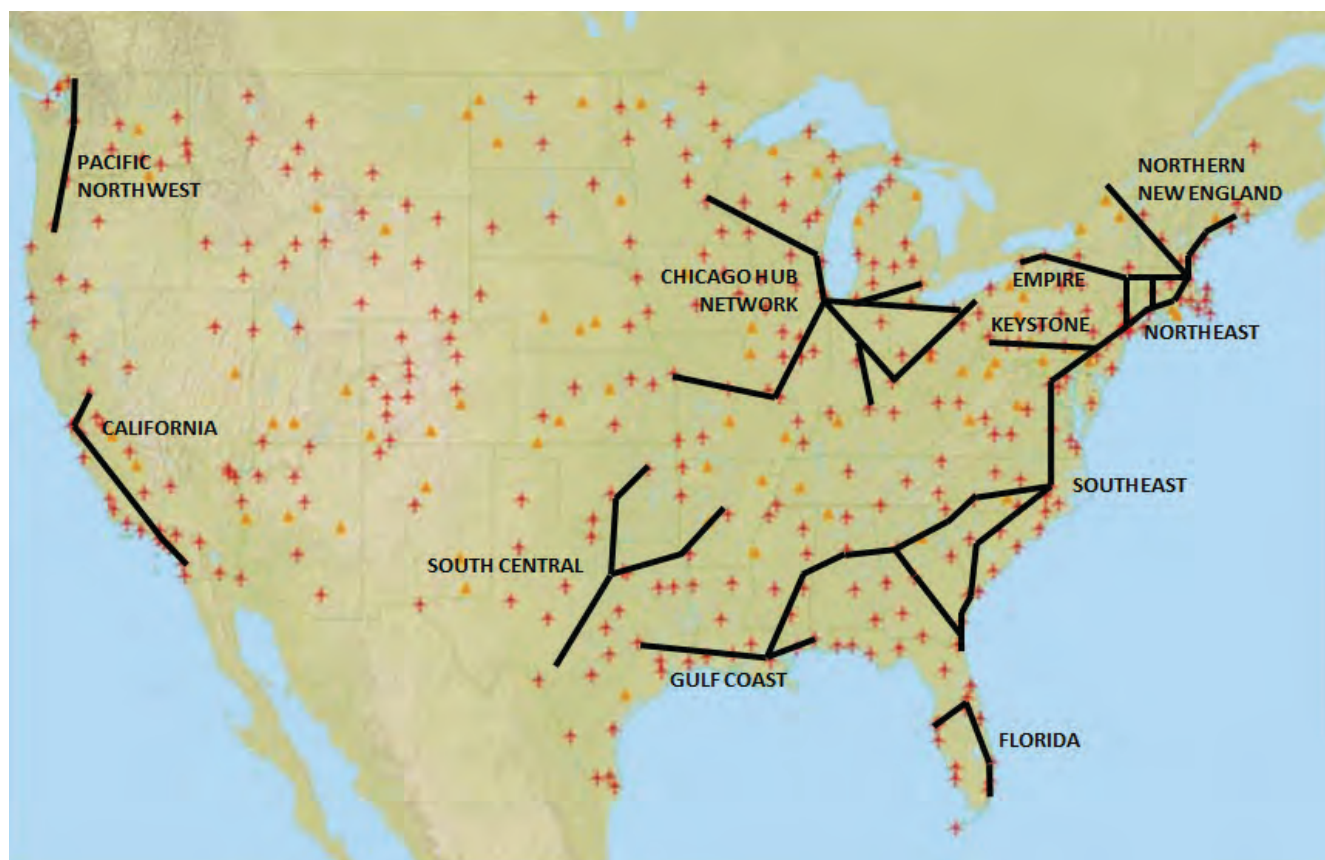 PACIFIC
NORTHWEST
NORTHERN
NEW ENGLAND
CHICAGO HUB
NETWORK
EMPIRE
KEYSTONE
NORTHEAST
CALIFORNIA
SOUTHEAST
SOUTH CENTRAL
GULF COAST
FLORIDA